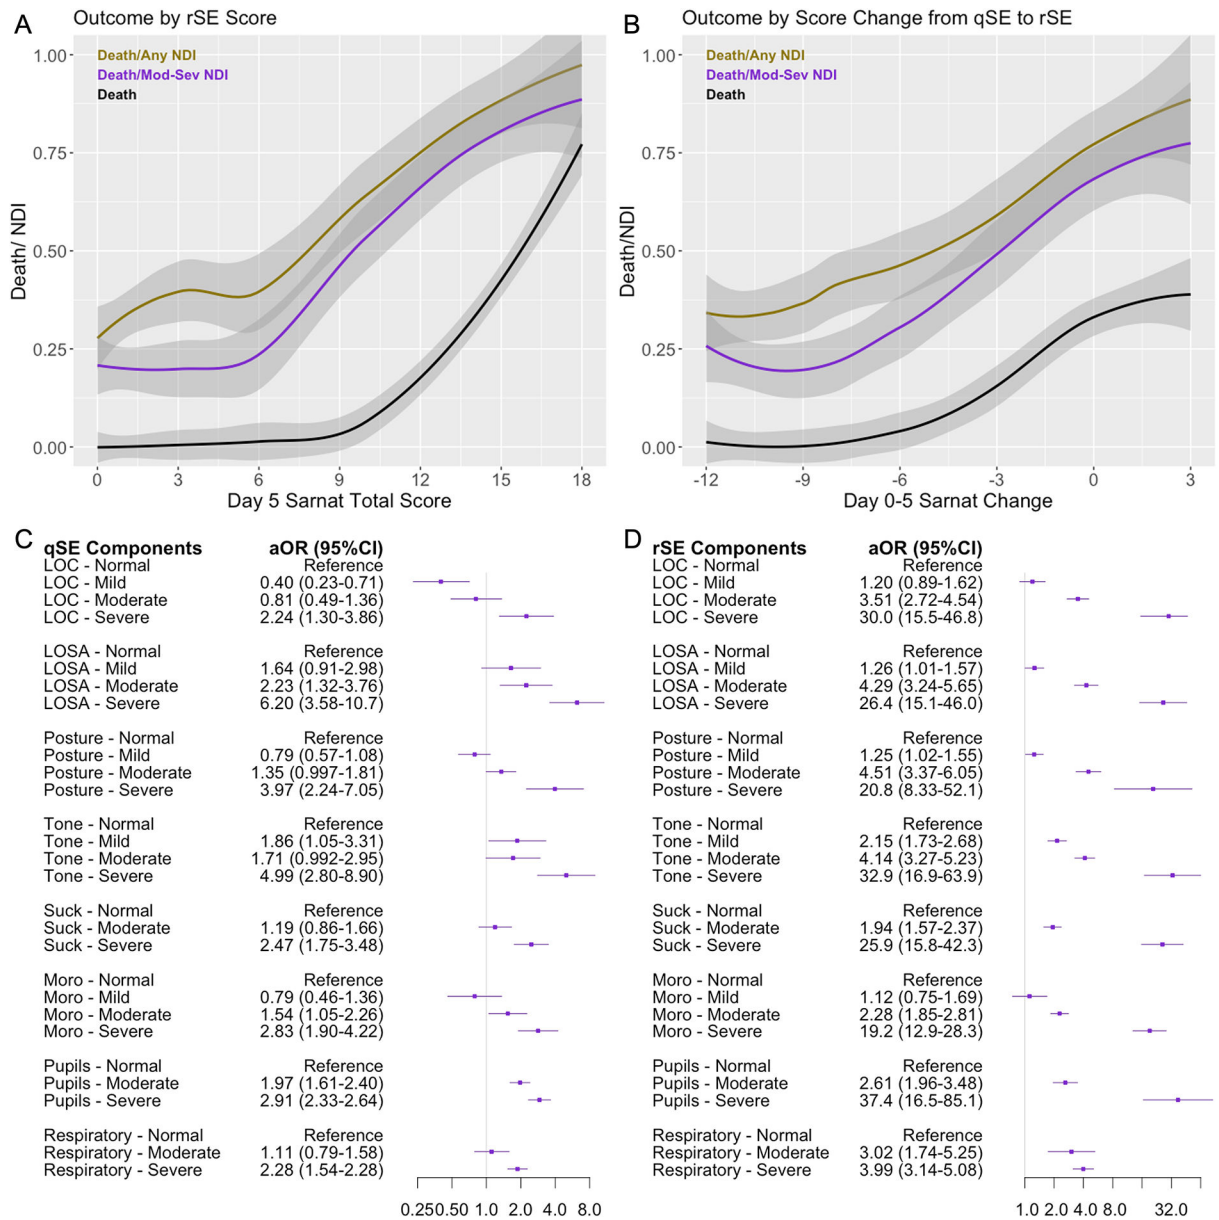 A
Outcome by rSE Score
Death/Any NDI
Death/Mod-Sev NDI
Death
1.00
0.75
0.50
0.25
0.00
Death/ NDI
0 3 6 9 12 15 18
Day 5 Sarnat Total Score
B
Outcome by Score Change from qSE to rSE
Death/Any NDI
Death/Mod-Sev NDI
Death
1.00
0.75
0.50
0.25
0.00
Death/NDI
-12 -9 -6 -3 0 3
Day 0-5 Sarnat Change
C
qSE Components aOR (95%CI)
LOC - Normal Reference
LOC - Mild 0.40 (0.23-0.71)
LOC - Moderate 0.81 (0.49-1.36)
LOC - Severe 2.24 (1.30-3.86)
LOSA - Normal Reference
LOSA - Mild 1.64 (0.91-2.98)
LOSA - Moderate 2.23 (1.32-3.76)
LOSA - Severe 6.20 (3.58-10.7)
Posture - Normal Reference
Posture - Mild 0.79 (0.57-1.08)
Posture - Moderate 1.35 (0.997-1.81)
Posture - Severe 3.97 (2.24-7.05)
Tone - Normal Reference
Tone - Mild 1.86 (1.05-3.31)
Tone - Moderate 1.71 (0.992-2.95)
Tone - Severe 4.99 (2.80-8.90)
Suck - Normal Reference
Suck - Moderate 1.19 (0.86-1.66)
Suck - Severe 2.47 (1.75-3.48)
Moro - Normal Reference
Moro - Mild 0.79 (0.46-1.36)
Moro - Moderate 1.54 (1.05-2.26)
Moro - Severe 2.83 (1.90-4.22)
Pupils - Normal Reference
Pupils - Moderate 1.97 (1.61-2.40)
Pupils - Severe 2.91 (2.33-2.64)
Respiratory - Normal Reference
Respiratory - Moderate 1.11 (0.79-1.58)
Respiratory - Severe 2.28 (1.54-2.28)
0.25 0.50 1.0 2.0 4.0 8.0
D
rSE Components aOR (95%CI)
LOC - Normal Reference
LOC - Mild 1.20 (0.89-1.62)
LOC - Moderate 3.51 (2.72-4.54)
LOC - Severe 30.0 (15.5-46.8)
LOSA - Normal Reference
LOSA - Mild 1.26 (1.01-1.57)
LOSA - Moderate 4.29 (3.24-5.65)
LOSA - Severe 26.4 (15.1-46.0)
Posture - Normal Reference
Posture - Mild 1.25 (1.02-1.55)
Posture - Moderate 4.51 (3.37-6.05)
Posture - Severe 20.8 (8.33-52.1)
Tone - Normal Reference
Tone - Mild 2.15 (1.73-2.68)
Tone - Moderate 4.14 (3.27-5.23)
Tone - Severe 32.9 (16.9-63.9)
Suck - Normal Reference
Suck - Moderate 1.94 (1.57-2.37)
Suck - Severe 25.9 (15.8-42.3)
Moro - Normal Reference
Moro - Mild 1.12 (0.75-1.69)
Moro - Moderate 2.28 (1.85-2.81)
Moro - Severe 19.2 (12.9-28.3)
Pupils - Normal Reference
Pupils - Moderate 2.61 (1.96-3.48)
Pupils - Severe 37.4 (16.5-85.1)
Respiratory - Normal Reference
Respiratory - Moderate 3.02 (1.74-5.25)
Respiratory - Severe 3.99 (3.14-5.08)
1.0 2.0 4.0 8.0 32.0